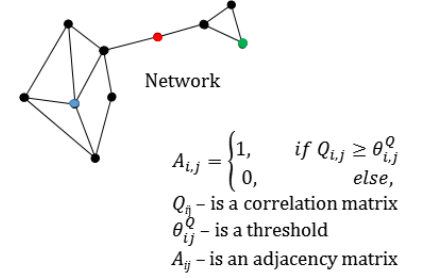 Network
A_{i,j} = {1, if Q_{i,j} ≥ θ^Q_{i,j}
0, else,
Q_{ij} – is a correlation matrix
θ^Q_{ij} – is a threshold
A_{ij} – is an adjacency matrix